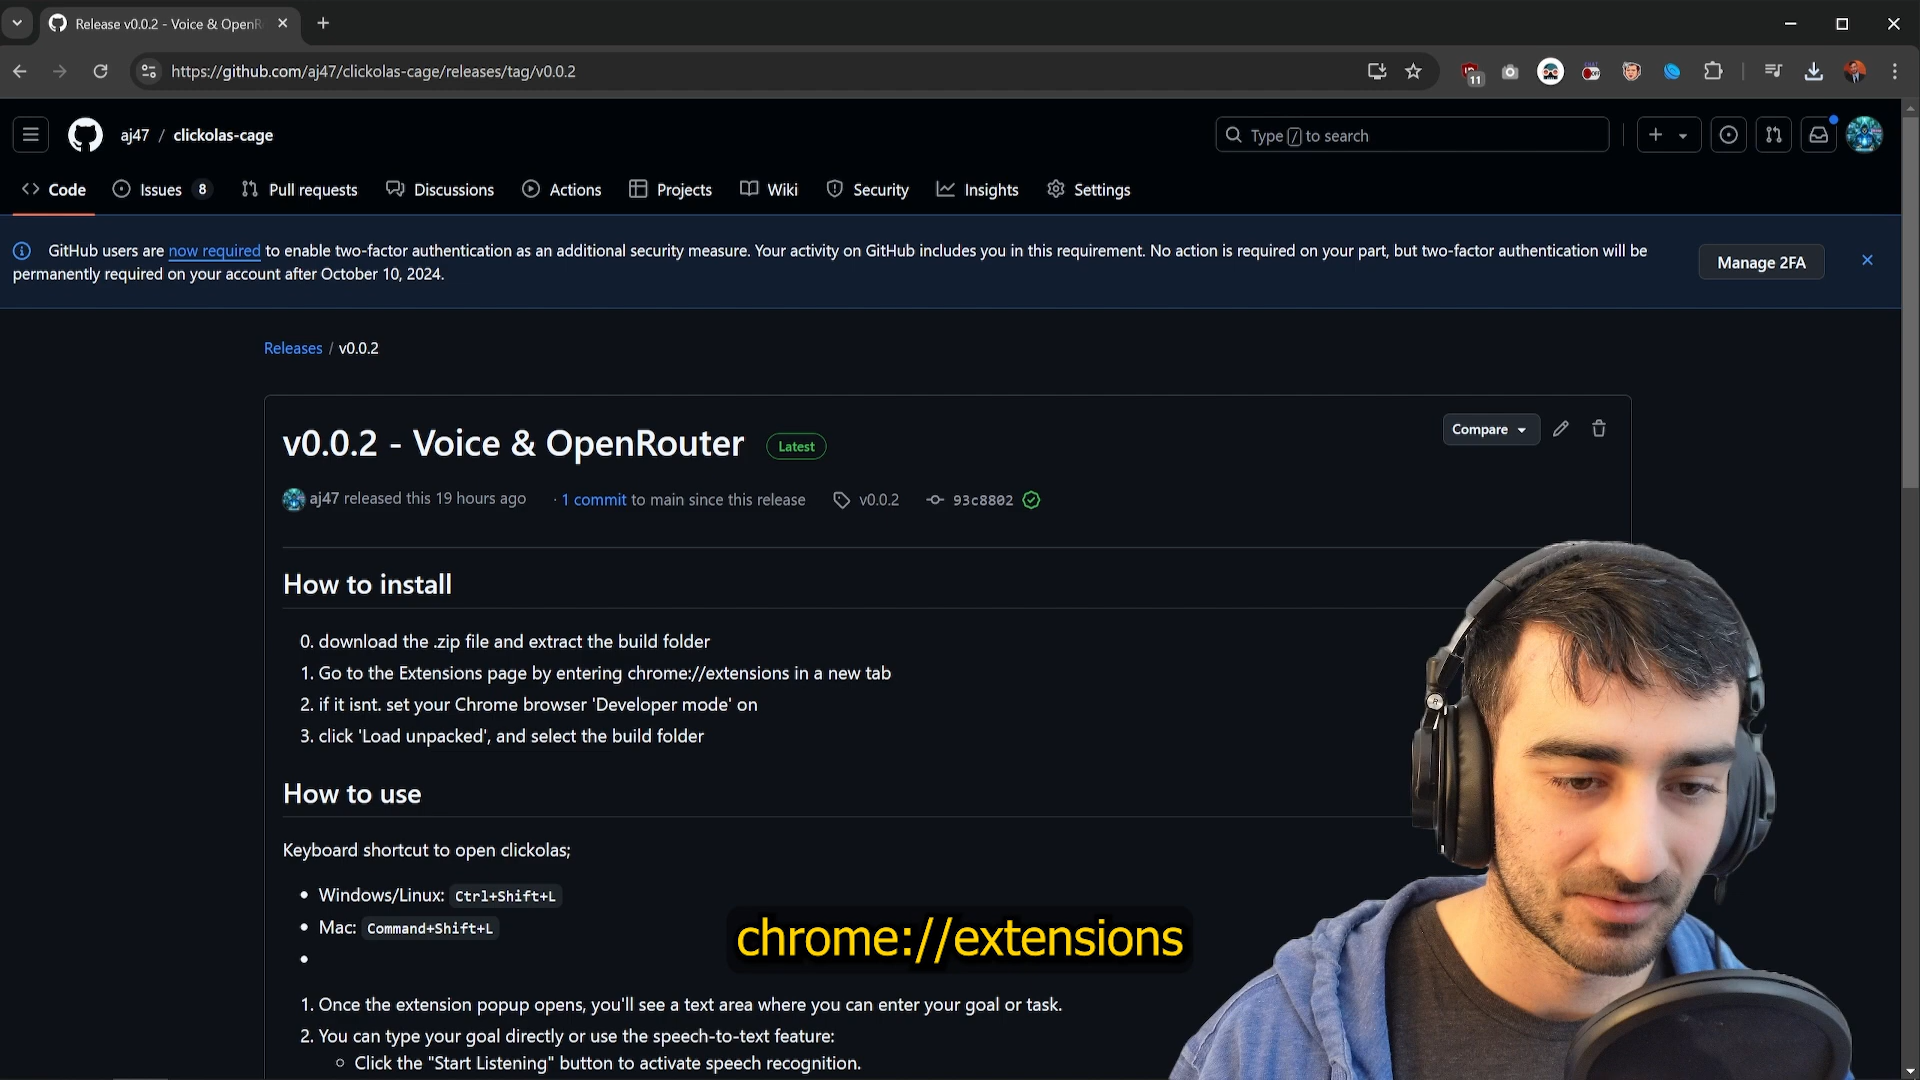 Release v0.0.2 - Voice & OpenR
https://github.com/aj47/clickolas-cage/releases/tag/v0.0.2
11
aj47 / clickolas-cage
Type / to search
Code
Issues 8
Pull requests
Discussions
Actions
Projects
Wiki
Security
Insights
Settings
GitHub users are now required to enable two-factor authentication as an additional security measure. Your activity on GitHub includes you in this requirement. No action is required on your part, but two-factor authentication will be
permanently required on your account after October 10, 2024.
Manage 2FA
Releases / v0.0.2
v0.0.2 - Voice & OpenRouter Latest
Compare
aj47 released this 19 hours ago · 1 commit to main since this release v0.0.2 93c8802
How to install
0. download the .zip file and extract the build folder
1. Go to the Extensions page by entering chrome://extensions in a new tab
2. if it isnt. set your Chrome browser 'Developer mode' on
3. click 'Load unpacked', and select the build folder
How to use
Keyboard shortcut to open clickolas;
• Windows/Linux: Ctrl+Shift+L
• Mac: Command+Shift+L
•
chrome://extensions
1. Once the extension popup opens, you'll see a text area where you can enter your goal or task.
2. You can type your goal directly or use the speech-to-text feature:
Click the "Start Listening" button to activate speech recognition.